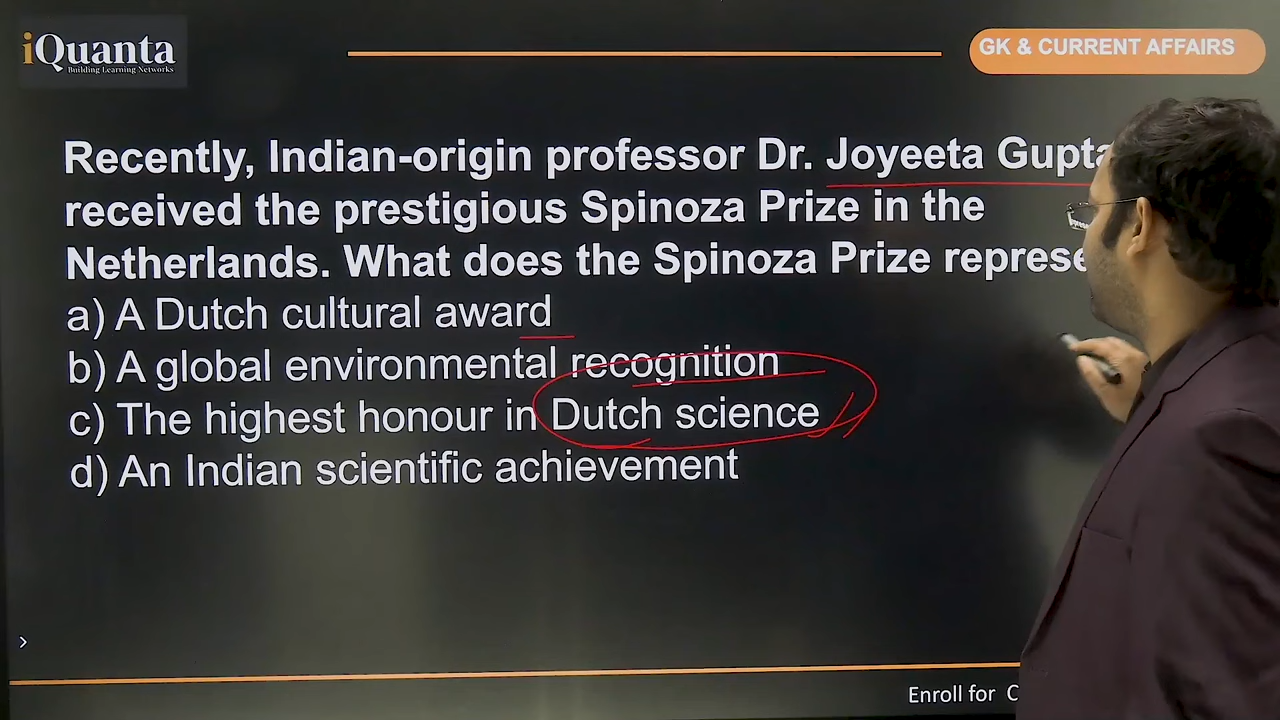 iQuanta
Building Learning Networks
GK & CURRENT AFFAIRS
Recently, Indian-origin professor Dr. Joyeeta Gupta
received the prestigious Spinoza Prize in the
Netherlands. What does the Spinoza Prize represe
a) A Dutch cultural award
b) A global environmental recognition
c) The highest honour in Dutch science
d) An Indian scientific achievement
Enroll for C